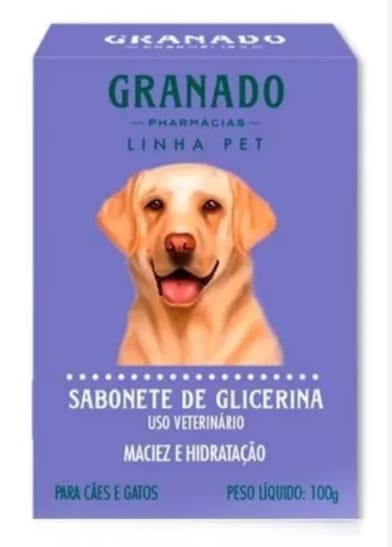 GRANADO
GRANADO
PHARMÁCIAS
LINHA PET
SABONETE DE GLICERINA
USO VETERINÁRIO
MACIEZ E HIDRATAÇÃO
PARA CÃES E GATOS PESO LÍQUIDO: 100g